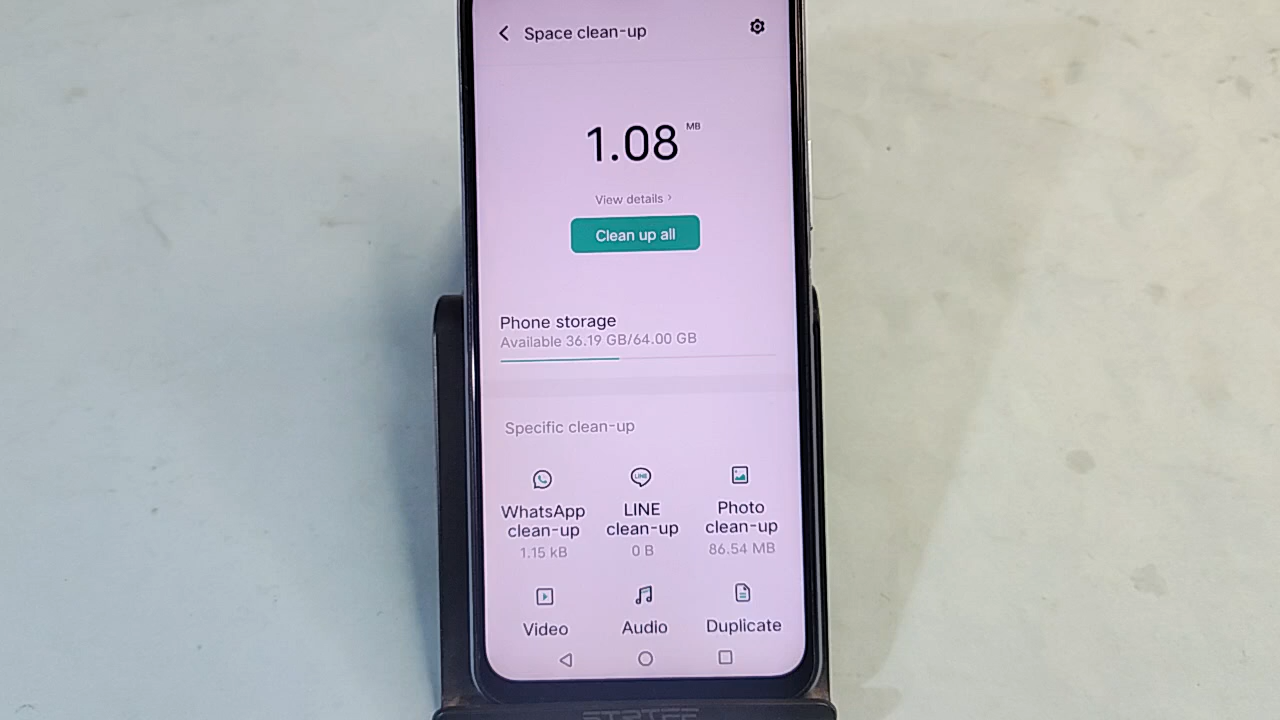 Space clean-up
1.08 MB
View details >
Clean up all
Phone storage
Available 36.19 GB/64.00 GB
Specific clean-up
WhatsApp clean-up
1.15 kB
LINE
LINE clean-up
0 B
Photo clean-up
86.54 MB
Video
Audio
Duplicate